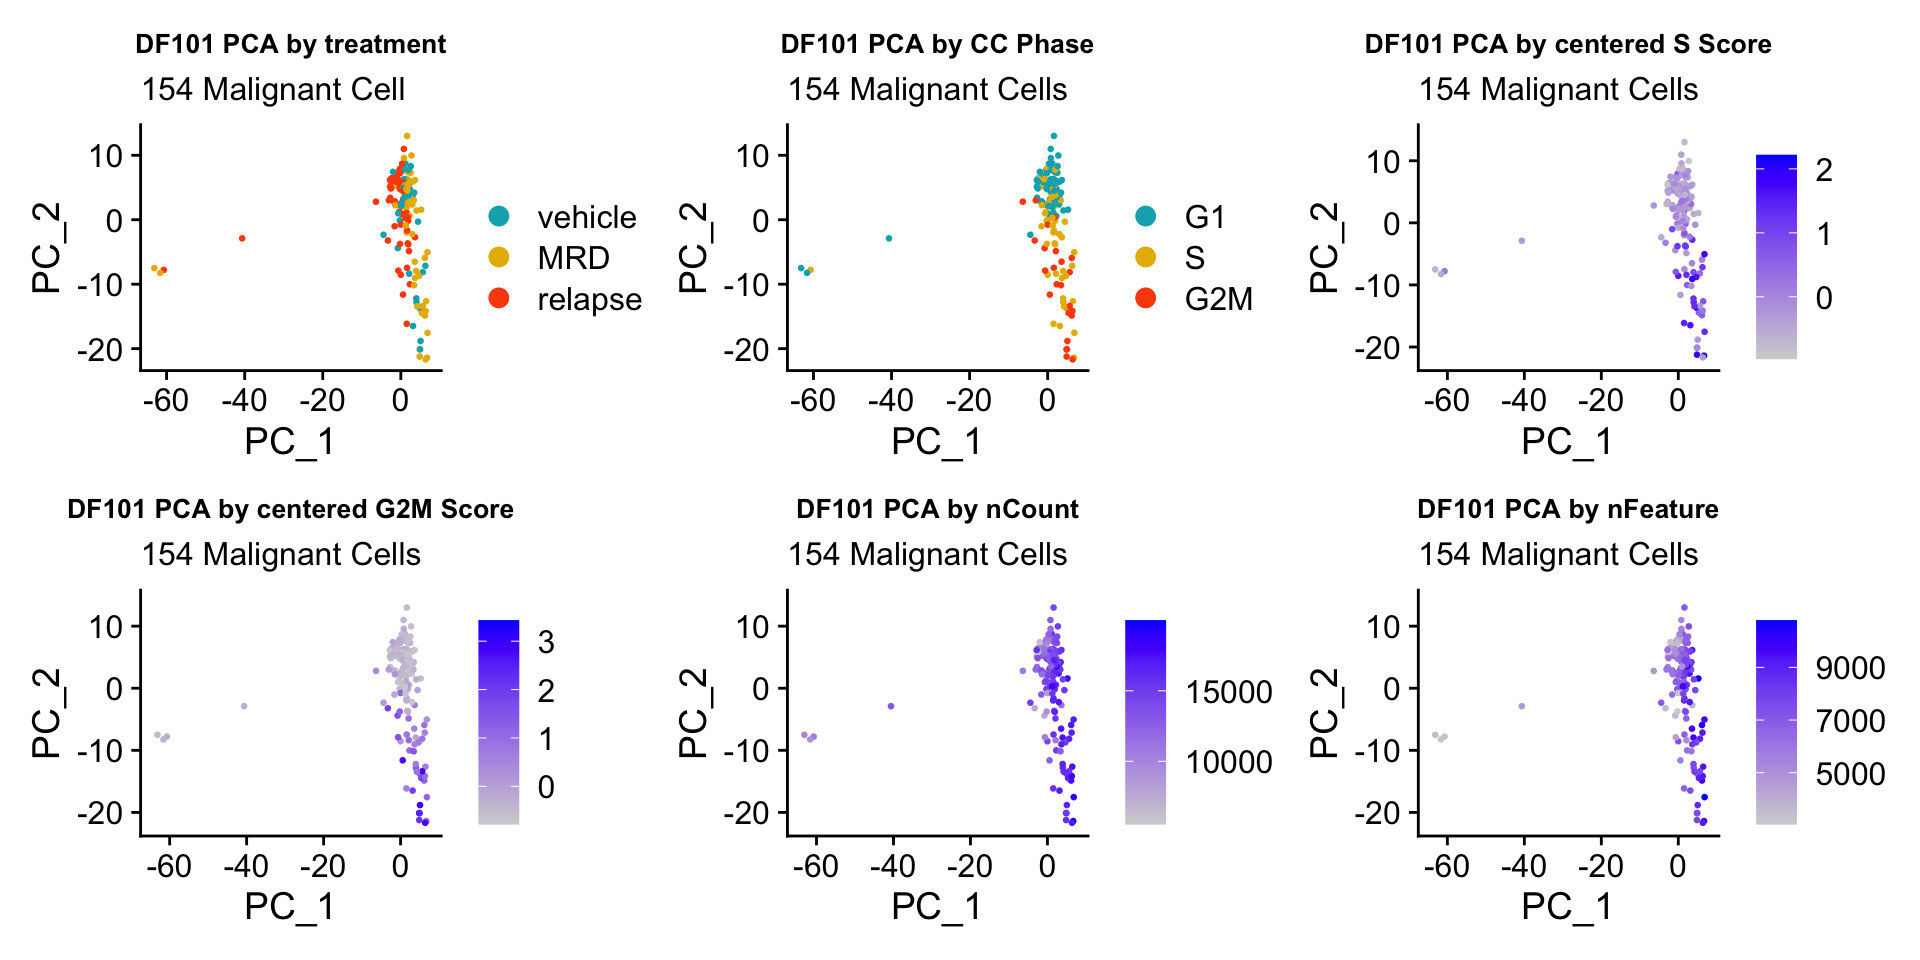 DF101 PCA by treatment
154 Malignant Cell
10
0
-10
-20
-60 -40 -20 0
PC_1
PC_2
vehicle
MRD
relapse
DF101 PCA by CC Phase
154 Malignant Cells
10
0
-10
-20
-60 -40 -20 0
PC_1
PC_2
G1
S
G2M
DF101 PCA by centered S Score
154 Malignant Cells
10
0
-10
-20
-60 -40 -20 0
PC_1
PC_2
2
1
0
DF101 PCA by centered G2M Score
154 Malignant Cells
10
0
-10
-20
-60 -40 -20 0
PC_1
PC_2
3
2
1
0
DF101 PCA by nCount
154 Malignant Cells
10
0
-10
-20
-60 -40 -20 0
PC_1
PC_2
15000
10000
DF101 PCA by nFeature
154 Malignant Cells
10
0
-10
-20
-60 -40 -20 0
PC_1
PC_2
9000
7000
5000